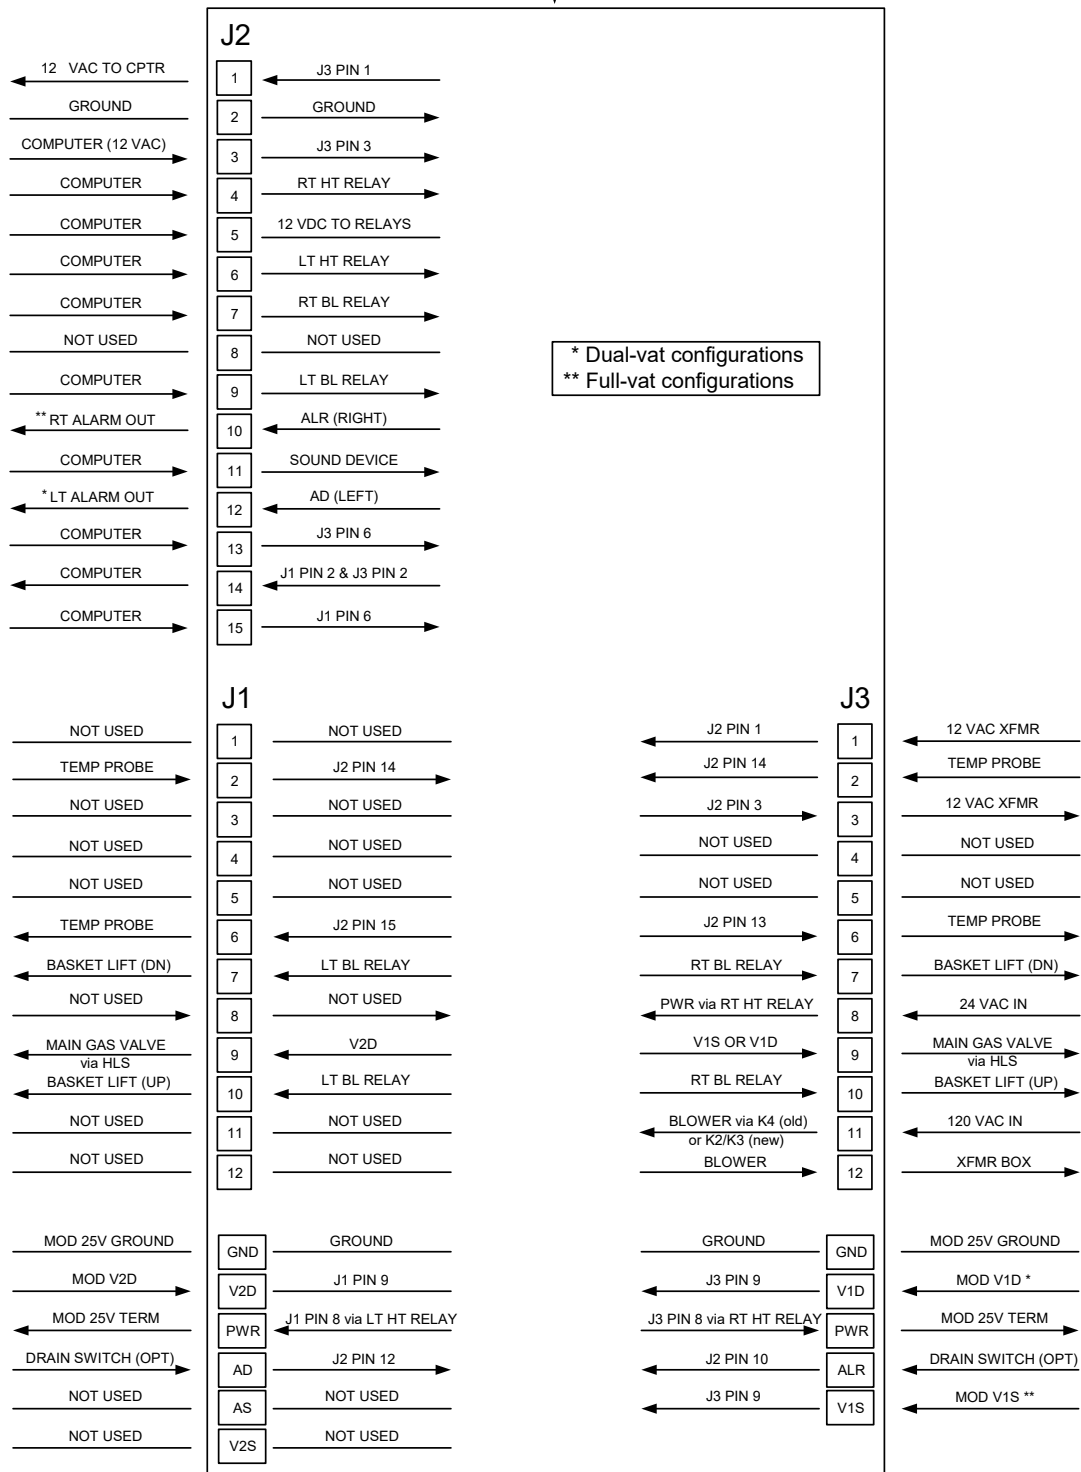 J2
12 VAC TO CPTR 1 J3 PIN 1
GROUND 2 GROUND
COMPUTER (12 VAC) 3 J3 PIN 3
COMPUTER 4 RT HT RELAY
COMPUTER 5 12 VDC TO RELAYS
COMPUTER 6 LT HT RELAY
COMPUTER 7 RT BL RELAY
NOT USED 8 NOT USED
COMPUTER 9 LT BL RELAY
** RT ALARM OUT 10 ALR (RIGHT)
COMPUTER 11 SOUND DEVICE
* LT ALARM OUT 12 AD (LEFT)
COMPUTER 13 J3 PIN 6
COMPUTER 14 J1 PIN 2 & J3 PIN 2
COMPUTER 15 J1 PIN 6
* Dual-vat configurations
** Full-vat configurations
J1
NOT USED 1 NOT USED
TEMP PROBE 2 J2 PIN 14
NOT USED 3 NOT USED
NOT USED 4 NOT USED
NOT USED 5 NOT USED
TEMP PROBE 6 J2 PIN 15
BASKET LIFT (DN) 7 LT BL RELAY
NOT USED 8 NOT USED
MAIN GAS VALVE 9 V2D
via HLS
BASKET LIFT (UP) 10 LT BL RELAY
NOT USED 11 NOT USED
NOT USED 12 NOT USED
MOD 25V GROUND GND GROUND
MOD V2D V2D J1 PIN 9
MOD 25V TERM PWR J1 PIN 8 via LT HT RELAY
DRAIN SWITCH (OPT) AD J2 PIN 12
NOT USED AS NOT USED
NOT USED V2S NOT USED
J3
J2 PIN 1 1 12 VAC XFMR
J2 PIN 14 2 TEMP PROBE
J2 PIN 3 3 12 VAC XFMR
NOT USED 4 NOT USED
NOT USED 5 NOT USED
J2 PIN 13 6 TEMP PROBE
RT BL RELAY 7 BASKET LIFT (DN)
PWR via RT HT RELAY 8 24 VAC IN
V1S OR V1D 9 MAIN GAS VALVE
via HLS
RT BL RELAY 10 BASKET LIFT (UP)
BLOWER via K4 (old) 11 120 VAC IN
or K2/K3 (new)
BLOWER 12 XFMR BOX
GROUND GND MOD 25V GROUND
J3 PIN 9 V1D MOD V1D *
J3 PIN 8 via RT HT RELAY PWR MOD 25V TERM
J2 PIN 10 ALR DRAIN SWITCH (OPT)
J3 PIN 9 V1S MOD V1S **